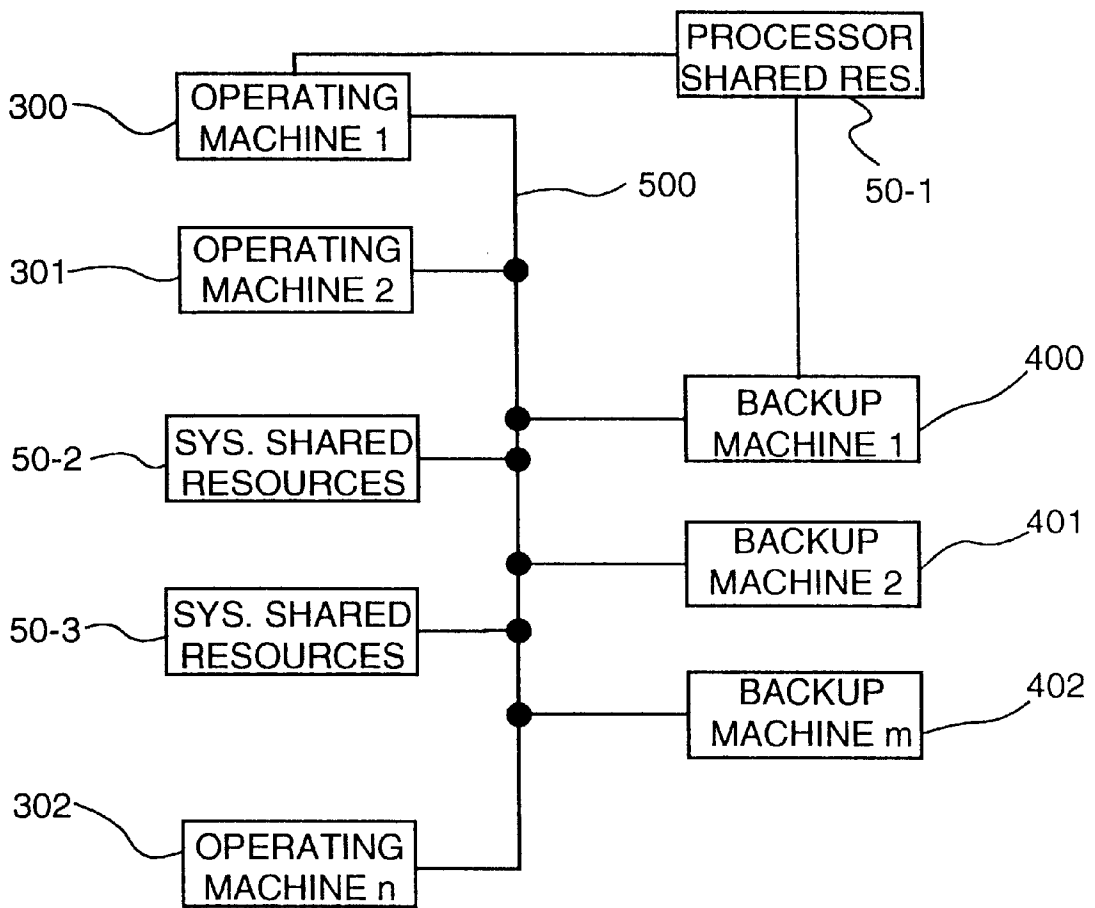 PROCESSOR
SHARED RES.
300
OPERATING
MACHINE 1
50-1
500
301
OPERATING
MACHINE 2
400
BACKUP
MACHINE 1
50-2
SYS. SHARED
RESOURCES
401
BACKUP
MACHINE 2
50-3
SYS. SHARED
RESOURCES
402
BACKUP
MACHINE m
302
OPERATING
MACHINE n